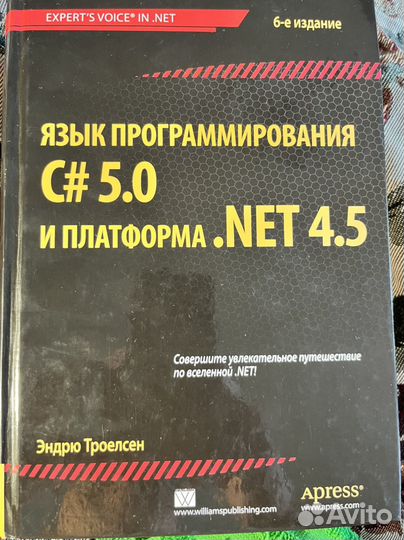 EXPERT'S VOICE® IN .NET
6-е издание
ЯЗЫК ПРОГРАММИРОВАНИЯ
C# 5.0
И ПЛАТФОРМА .NET 4.5
Совершите увлекательное путешествие
по вселенной .NET!
Эндрю Троелсен
W
www.williamspublishing.com
Apress®
www.apress.com
Avito